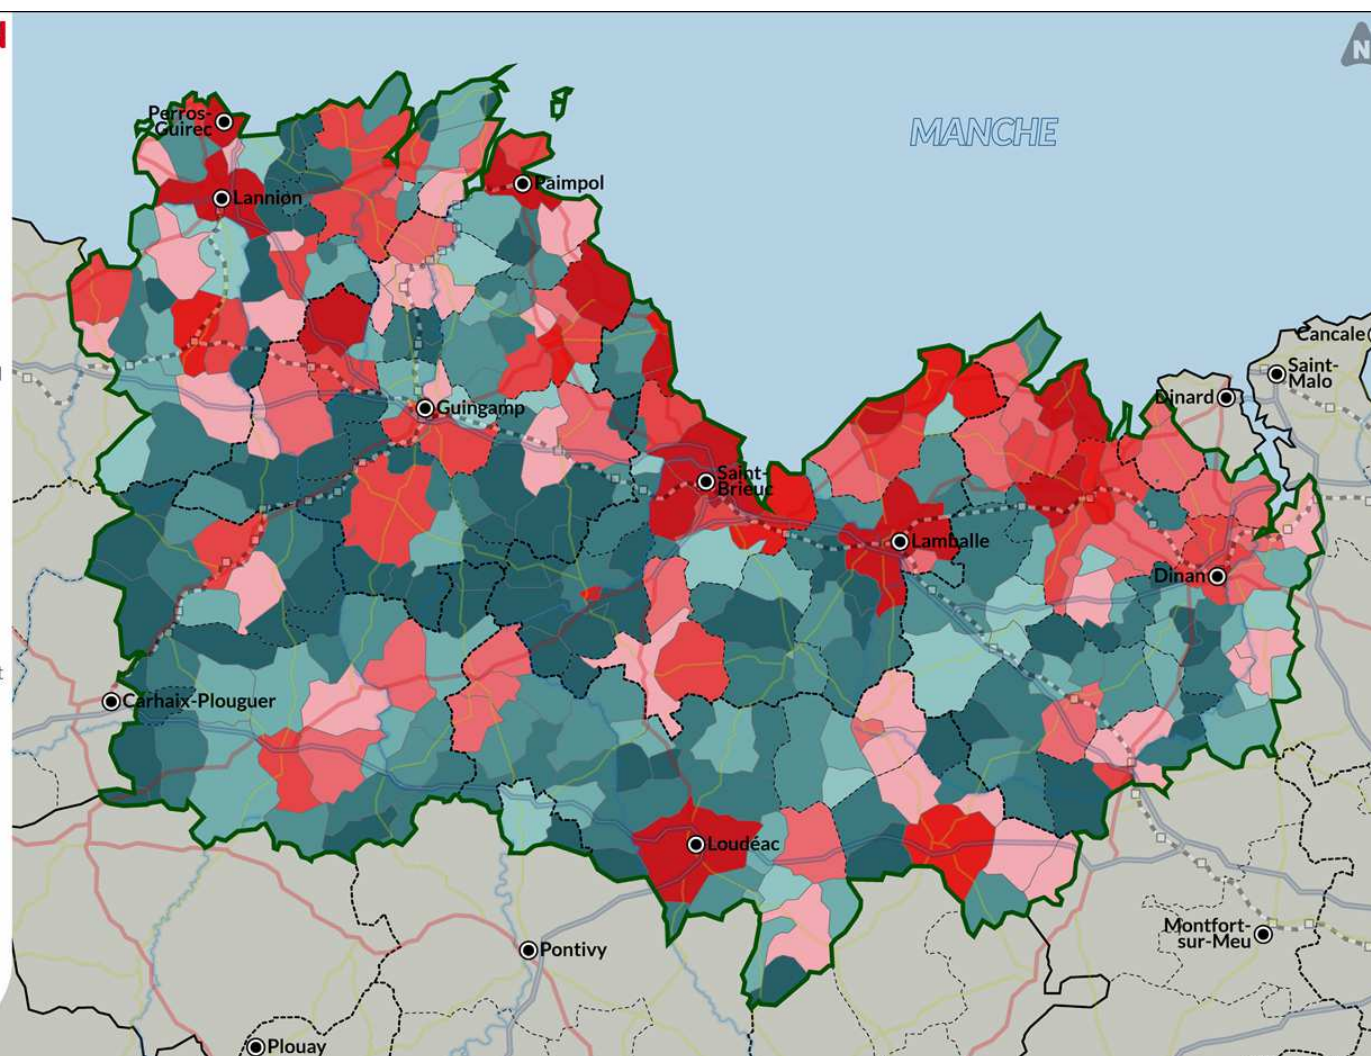 N
MANCHE
Perros-
Guirec
Paimpol
Lannion
Cancale
Saint-
Malo
Dinard
Guingamp
Saint-
Brieuc
Lamballe
Dinan
Carhaix-Plouguer
Loudéac
Montfort-
sur-Meu
Pontivy
Plouay